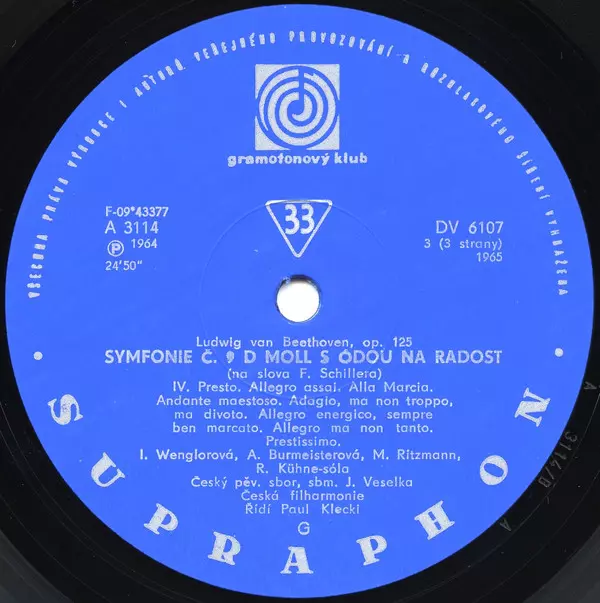 VŠECHNA PRÁVA VÝROBCE I AUTORŮ VEŘEJNÉHO PROVOZOVÁNÍ A ROZHLASOVÉHO ŠÍŘENÍ VYHRAŽENA
gramofonový klub
F-09*43377
A 3114
Ⓟ 1964
24'50"
33
DV 6107
3 (3 strany)
1965
Ludwig van Beethoven, op. 125
SYMFONIE Č. 9 D MOLL S ÓDOU NA RADOST
(na slova F. Schillera)
IV. Presto. Allegro assai. Alla Marcia.
Andante maestoso. Adagio, ma non troppo,
ma divoto. Allegro energico, sempre
ben marcato. Allegro ma non tanto.
Prestissimo.
I. Wenglorová, A. Burmeisterová, M. Ritzmann,
R. Kühne-sóla
Český pěv. sbor, sbm. J. Veselka
Česká filharmonie
Řídí Paul Klecki
G
SUPRAPHON
A
3114/B
A